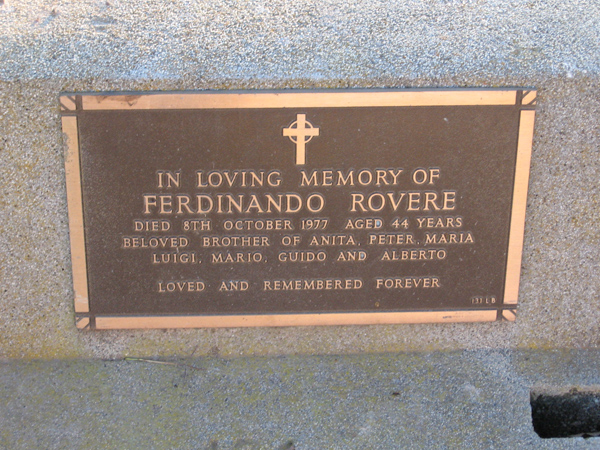 IN LOVING MEMORY OF
FERDINANDO ROVERE
DIED 8TH OCTOBER 1977 AGED 44 YEARS
BELOVED BROTHER OF ANITA, PETER, MARIA
LUIGI, MARIO, GUIDO AND ALBERTO
LOVED AND REMEMBERED FOREVER
131 L B